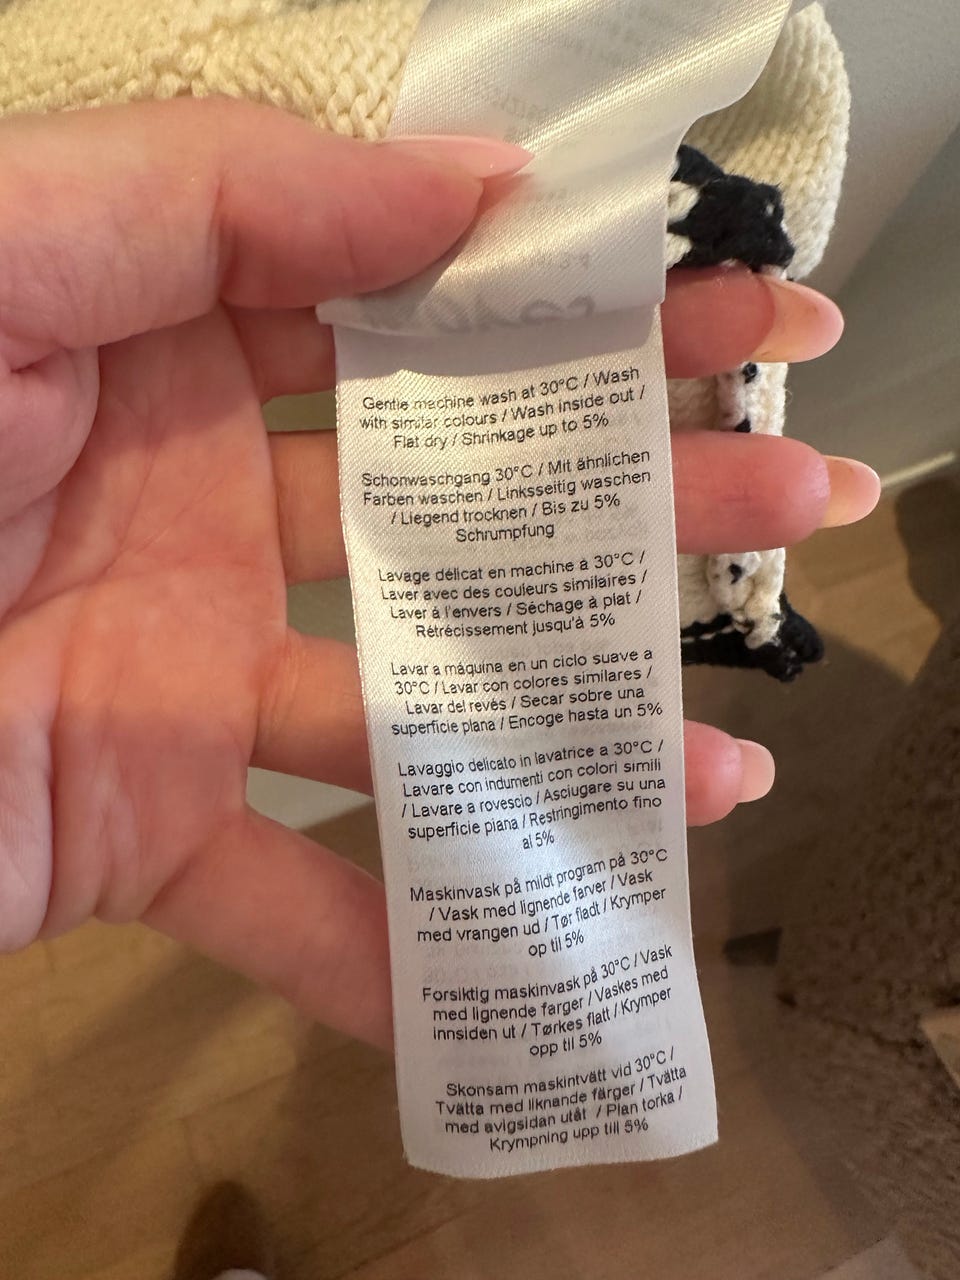 Gentle machine wash at 30°C / Wash
with similar colours / Wash inside out /
Flat dry / Shrinkage up to 5%
Schonwaschgang 30°C / Mit ähnlichen
Farben waschen / Linksseitig waschen
/ Liegend trocknen / Bis zu 5%
Schrumpfung
Lavage délicat en machine à 30°C /
Laver avec des couleurs similaires /
Laver à l'envers / Séchage à plat /
Rétrécissement jusqu'à 5%
Lavar a máquina en un ciclo suave a
30°C / Lavar con colores similares /
Lavar del revés / Secar sobre una
superficie plana / Encoge hasta un 5%
Lavaggio delicato in lavatrice a 30°C /
Lavare con indumenti con colori simili
/ Lavare a rovescio / Asciugare su una
superficie piana / Restringimento fino
al 5%
Maskinvask på mildt program på 30°C
/ Vask med lignende farver / Vask
med vrangen ud / Tør fladt / Krymper
op til 5%
Forsiktig maskinvask på 30°C / Vask
med lignende farger / Vaskes med
innsiden ut / Tørkes flatt / Krymper
opp til 5%
Skonsam maskintvätt vid 30°C /
Tvätta med liknande färger / Tvätta
med avigsidan utåt / Plan torka /
Krympning upp till 5%